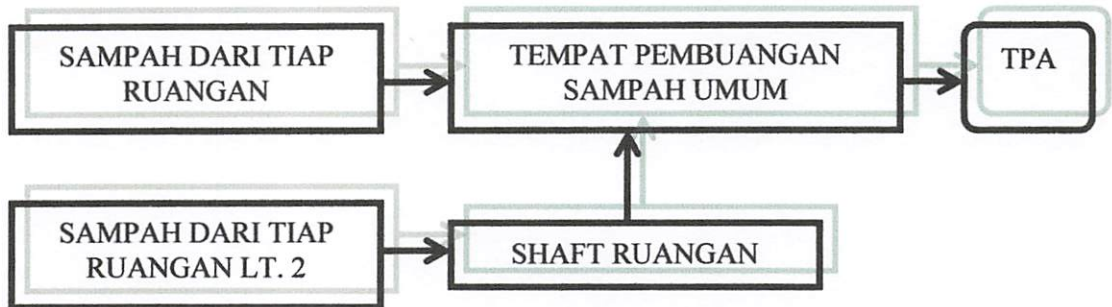 SAMPAH DARI TIAP
RUANGAN
TEMPAT PEMBUANGAN
SAMPAH UMUM
TPA
SAMPAH DARI TIAP
RUANGAN LT. 2
SHAFT RUANGAN